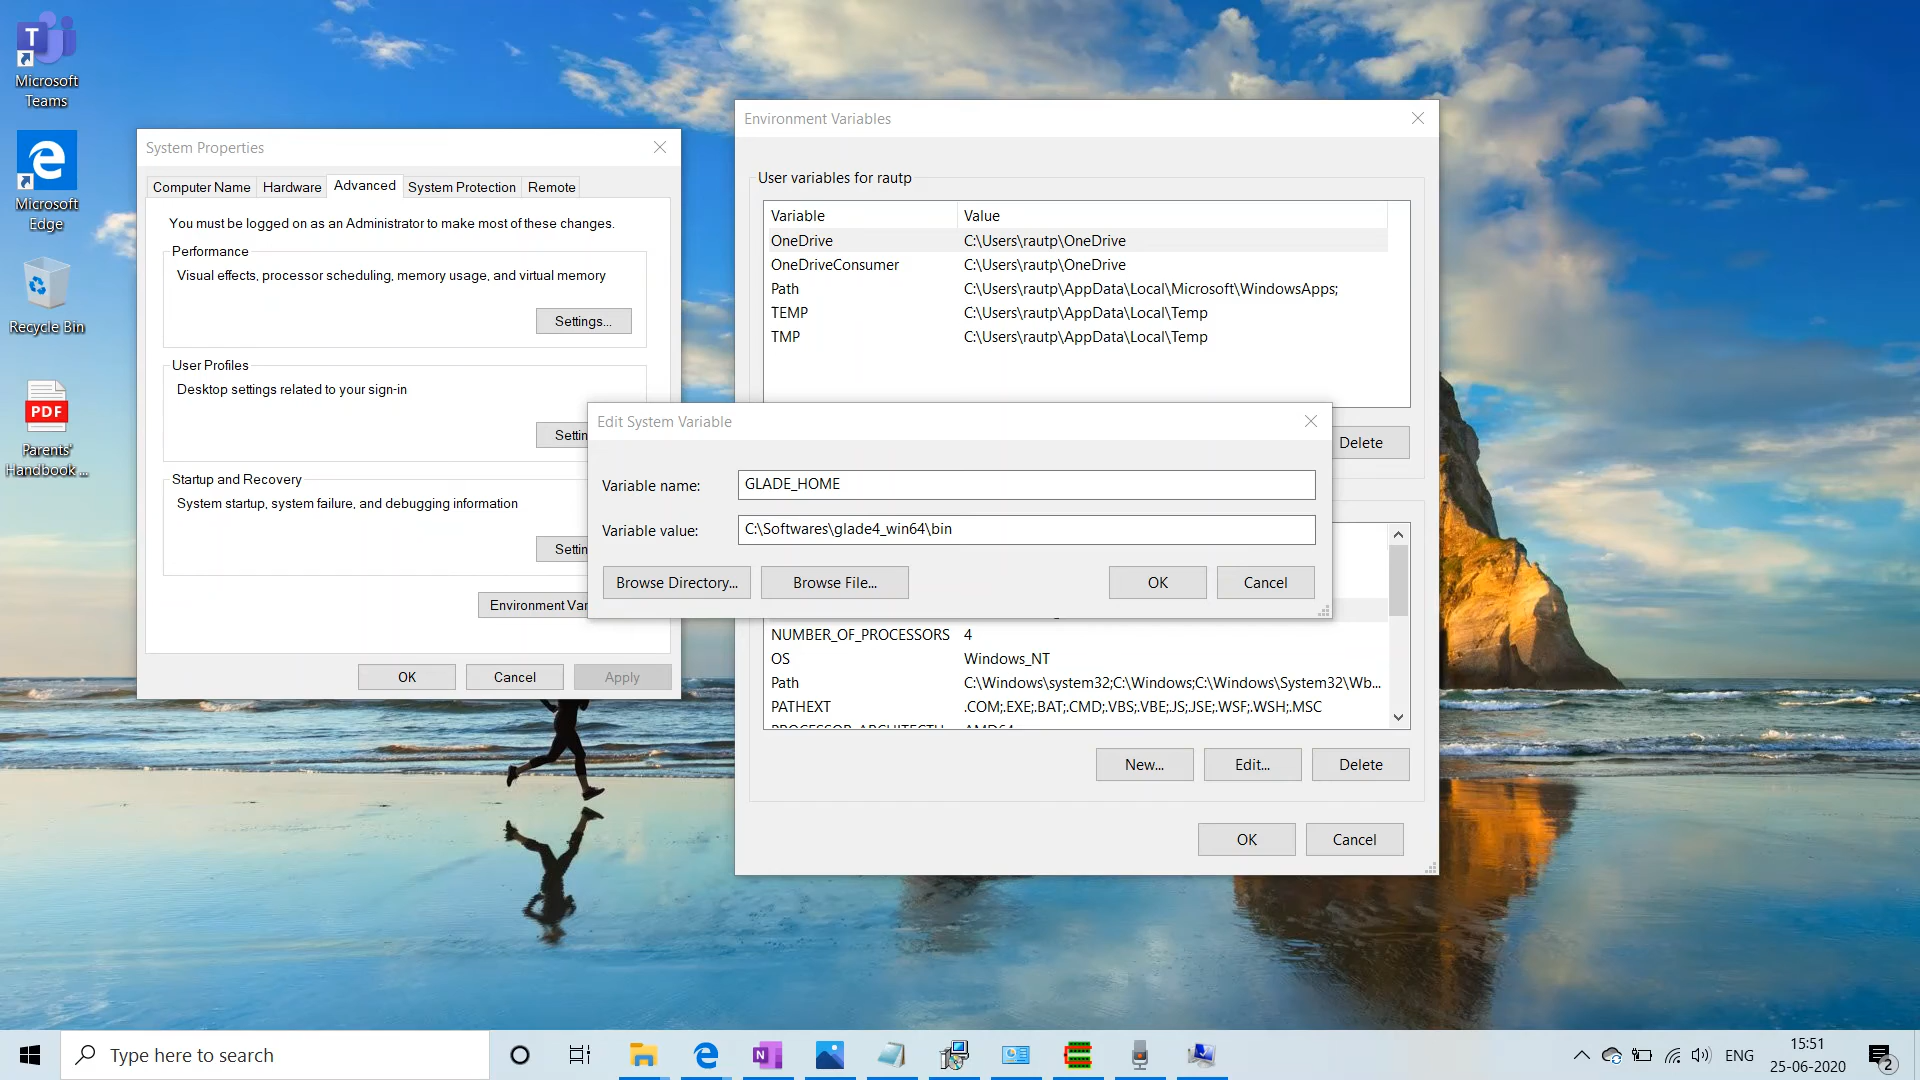 Microsoft
Teams
Microsoft
Edge
Recycle Bin
PDF
Parents'
Handbook ...
System Properties
Computer Name
Hardware
Advanced
System Protection
Remote
You must be logged on as an Administrator to make most of these changes.
Performance
Visual effects, processor scheduling, memory usage, and virtual memory
Settings...
User Profiles
Desktop settings related to your sign-in
Startup and Recovery
System startup, system failure, and debugging information
OK
Cancel
Apply
Environment Variables
User variables for rautp
Variable Value
OneDrive C:\Users\rautp\OneDrive
OneDriveConsumer C:\Users\rautp\OneDrive
Path C:\Users\rautp\AppData\Local\Microsoft\WindowsApps;
TEMP C:\Users\rautp\AppData\Local\Temp
TMP C:\Users\rautp\AppData\Local\Temp
Delete
Edit System Variable
Variable name: GLADE_HOME
Variable value: C:\Softwares\glade4_win64\bin
Browse Directory...
Browse File...
OK
Cancel
NUMBER_OF_PROCESSORS 4
OS Windows_NT
Path C:\Windows\system32;C:\Windows;C:\Windows\System32\Wb...
PATHEXT .COM;.EXE;.BAT;.CMD;.VBS;.VBE;.JS;.JSE;.WSF;.WSH;.MSC
New...
Edit...
Delete
OK
Cancel
Type here to search
ENG
15:51
25-06-2020
2